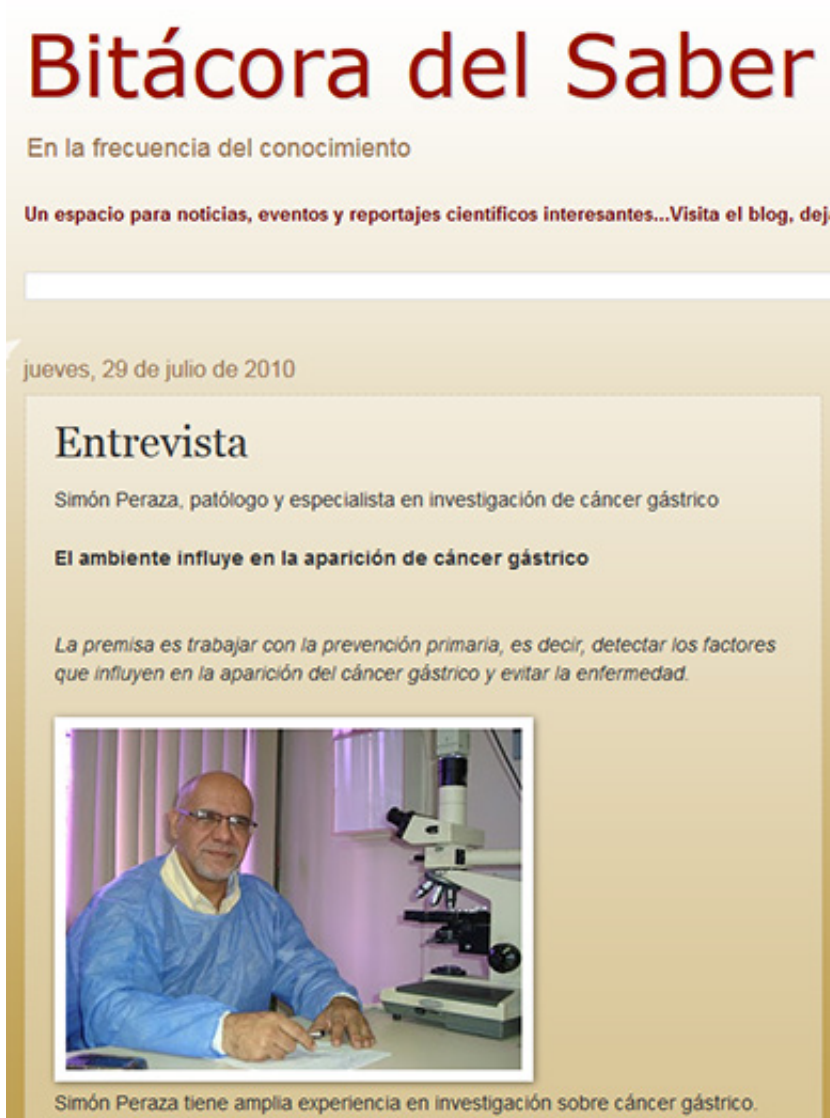 Bitácora del Saber
En la frecuencia del conocimiento
Un espacio para noticias, eventos y reportajes científicos interesantes...Visita el blog,
jueves, 29 de julio de 2010
Entrevista
Simón Peraza, patólogo y especialista en investigación de cáncer gástrico
El ambiente influye en la aparición de cáncer gástrico
La premisa es trabajar con la prevención primaria, es decir, detectar los factores
que influyen en la aparición del cáncer gástrico y evitar la enfermedad.
Simón Peraza tiene amplia experiencia en investigación sobre cáncer gástrico.